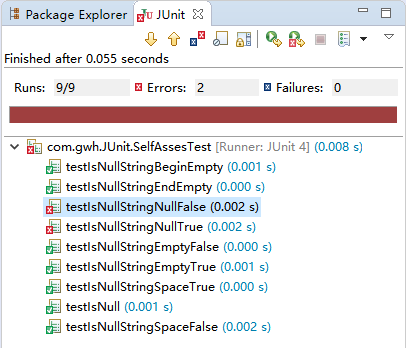 Package Explorer JUnit
Finished after 0.055 seconds
Runs: 9/9 Errors: 2 Failures: 0
com.gwh.JUnit.SelfAssesTest [Runner: JUnit 4] (0.008 s)
testIsNullStringBeginEmpty (0.001 s)
testIsNullStringEndEmpty (0.000 s)
testIsNullStringNullFalse (0.002 s)
testIsNullStringNullTrue (0.002 s)
testIsNullStringEmptyFalse (0.000 s)
testIsNullStringEmptyTrue (0.001 s)
testIsNullStringSpaceTrue (0.000 s)
testIsNull (0.001 s)
testIsNullStringSpaceFalse (0.002 s)